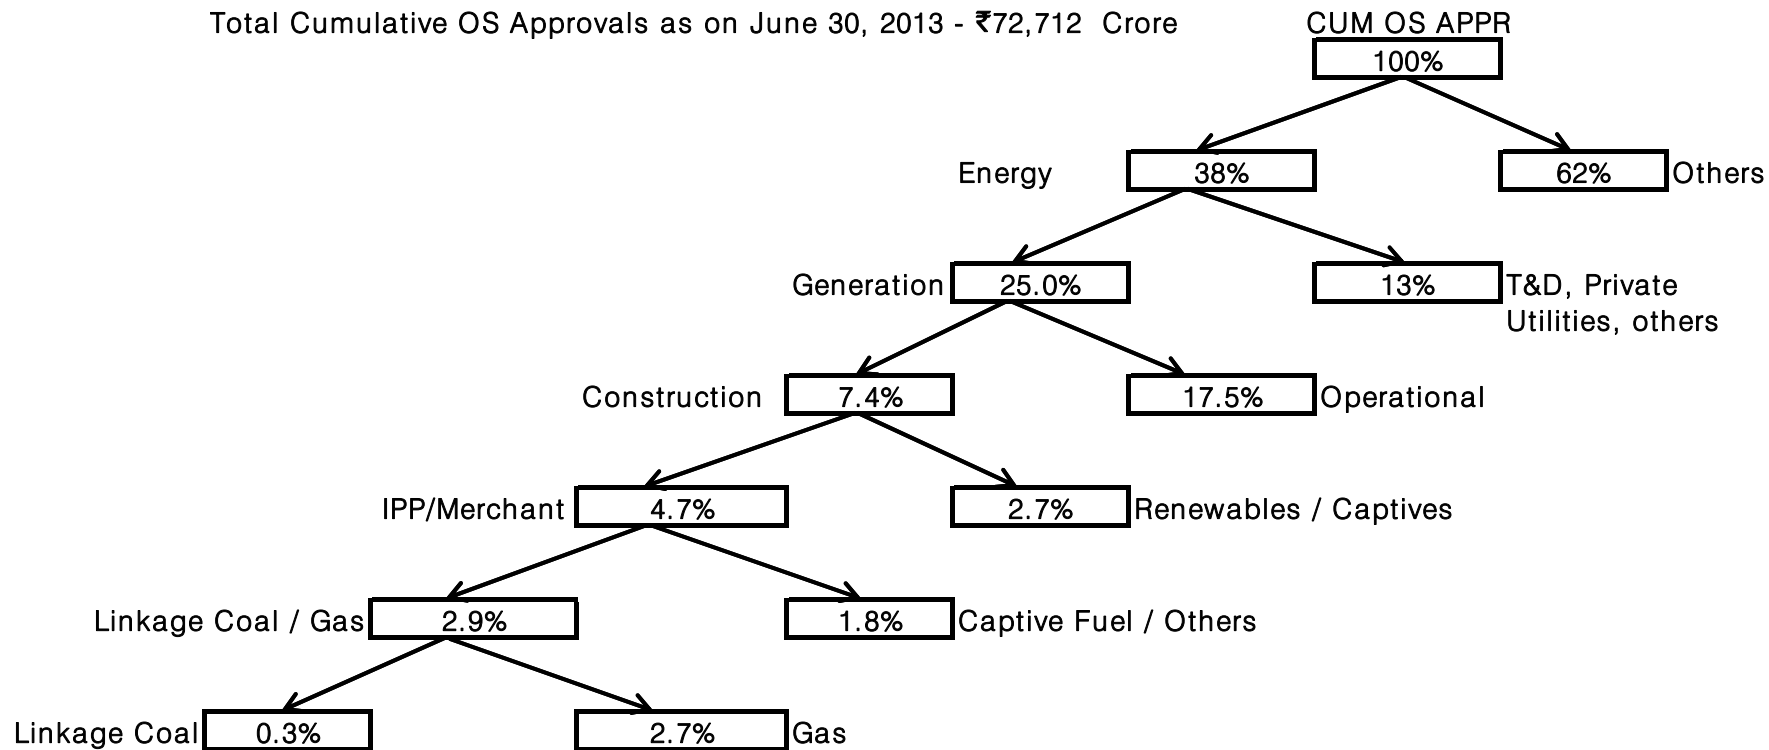 Total Cumulative OS Approvals as on June 30, 2013 - ₹72,712 Crore
CUM OS APPR
100%
Energy 38% 62% Others
Generation 25.0% 13% T&D, Private
Utilities, others
Construction 7.4% 17.5% Operational
IPP/Merchant 4.7% 2.7% Renewables / Captives
Linkage Coal / Gas 2.9% 1.8% Captive Fuel / Others
Linkage Coal 0.3% 2.7% Gas